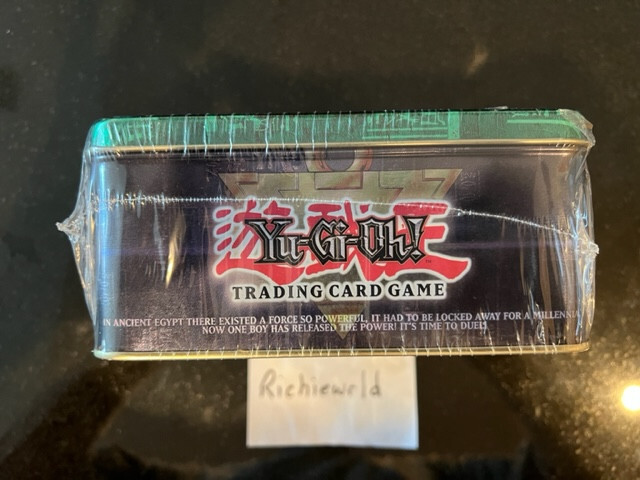 遊戯王
Yu-Gi-Oh!
TRADING CARD GAME
IN ANCIENT EGYPT THERE EXISTED A FORCE SO POWERFUL, IT HAD TO BE LOCKED AWAY FOR A MILLENNIA
NOW ONE BOY HAS RELEASED THE POWER! IT'S TIME TO DUEL!
Richieworld